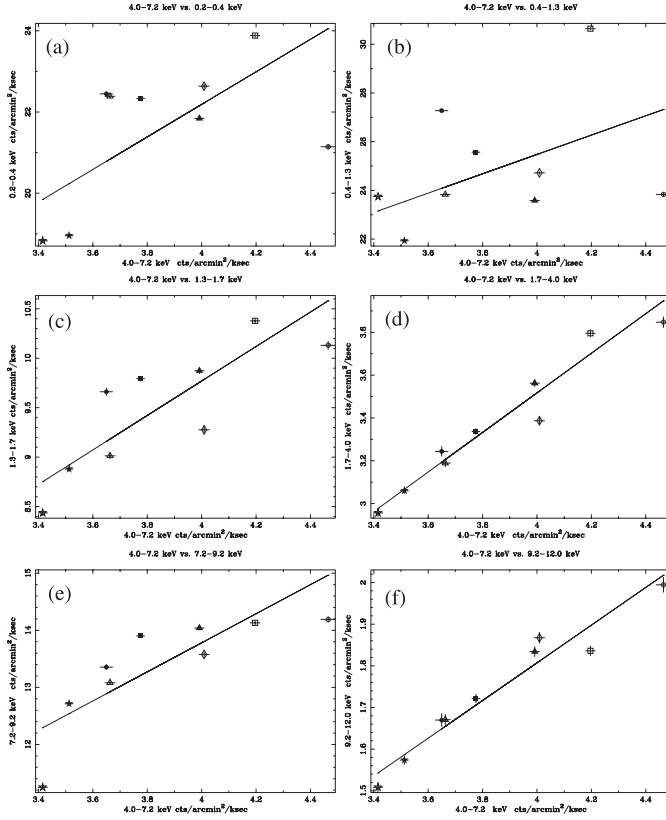 4.0−7.2 keV vs. 0.2−0.4 keV
(a)
0.2−0.4 keV cts/arcmin²/ksec
24
22
20
3.4 3.6 3.8 4 4.2 4.4
4.0−7.2 keV cts/arcmin²/ksec
4.0−7.2 keV vs. 0.4−1.3 keV
(b)
0.4−1.3 keV cts/arcmin²/ksec
30
28
26
24
22
3.4 3.6 3.8 4 4.2 4.4
4.0−7.2 keV cts/arcmin²/ksec
4.0−7.2 keV vs. 1.3−1.7 keV
(c)
1.3−1.7 keV cts/arcmin²/ksec
10.5
10
9.5
9
8.5
3.4 3.6 3.8 4 4.2 4.4
4.0−7.2 keV cts/arcmin²/ksec
4.0−7.2 keV vs. 1.7−4.0 keV
(d)
1.7−4.0 keV cts/arcmin²/ksec
3.8
3.6
3.4
3.2
3
3.4 3.6 3.8 4 4.2 4.4
4.0−7.2 keV cts/arcmin²/ksec
4.0−7.2 keV vs. 7.2−9.2 keV
(e)
7.2−9.2 keV cts/arcmin²/ksec
15
14
13
12
3.4 3.6 3.8 4 4.2 4.4
4.0−7.2 keV cts/arcmin²/ksec
4.0−7.2 keV vs. 9.2−12.0 keV
(f)
9.2−12.0 keV cts/arcmin²/ksec
2
1.9
1.8
1.7
1.6
1.5
3.4 3.6 3.8 4 4.2 4.4
4.0−7.2 keV cts/arcmin²/ksec